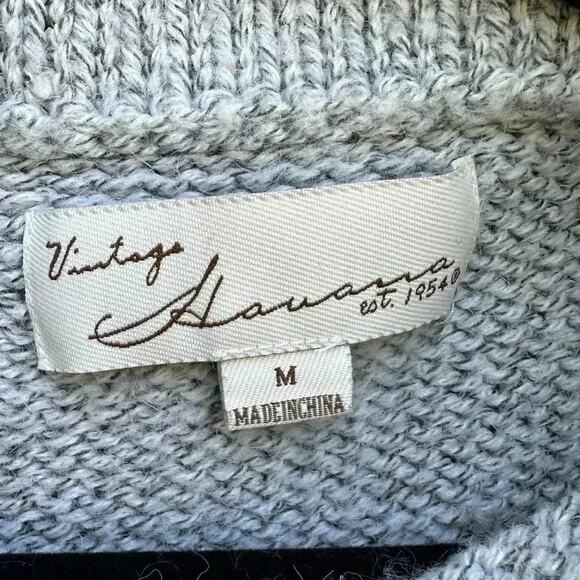 Vintage
Havana
est. 1954®
M
MADEINCHINA